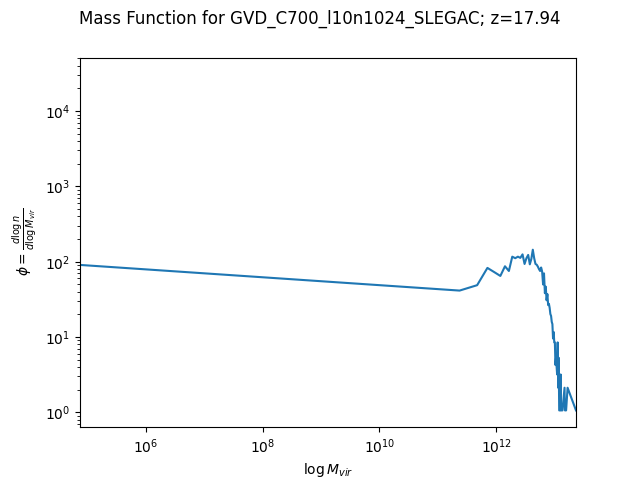 Mass Function for GVD_C700_l10n1024_SLEGAC; z=17.94
10^4
10^3
10^2
10^1
10^0
ϕ = d log n / d log M_vir
10^6 10^8 10^10 10^12
log M_vir